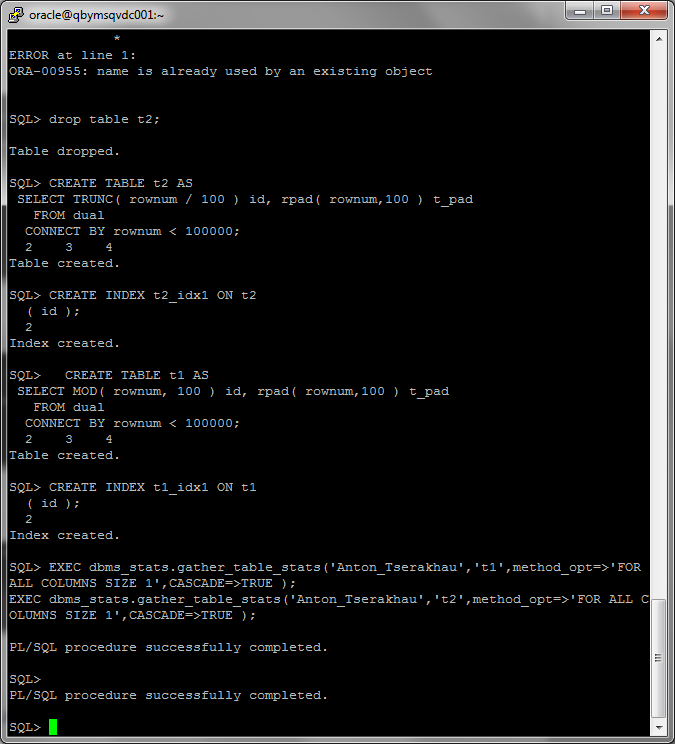 oracle@qbymsqvdc001:~
*
ERROR at line 1:
ORA-00955: name is already used by an existing object
SQL> drop table t2;
Table dropped.
SQL> CREATE TABLE t2 AS
SELECT TRUNC( rownum / 100 ) id, rpad( rownum,100 ) t_pad
FROM dual
CONNECT BY rownum < 100000;
2    3    4
Table created.
SQL> CREATE INDEX t2_idx1 ON t2
( id );
2
Index created.
SQL>   CREATE TABLE t1 AS
SELECT MOD( rownum, 100 ) id, rpad( rownum,100 ) t_pad
FROM dual
CONNECT BY rownum < 100000;
2    3    4
Table created.
SQL> CREATE INDEX t1_idx1 ON t1
( id );
2
Index created.
SQL> EXEC dbms_stats.gather_table_stats('Anton_Tserakhau','t1',method_opt=>'FOR
ALL COLUMNS SIZE 1',CASCADE=>TRUE );
EXEC dbms_stats.gather_table_stats('Anton_Tserakhau','t2',method_opt=>'FOR ALL C
OLUMNS SIZE 1',CASCADE=>TRUE );
PL/SQL procedure successfully completed.
SQL>
PL/SQL procedure successfully completed.
SQL>